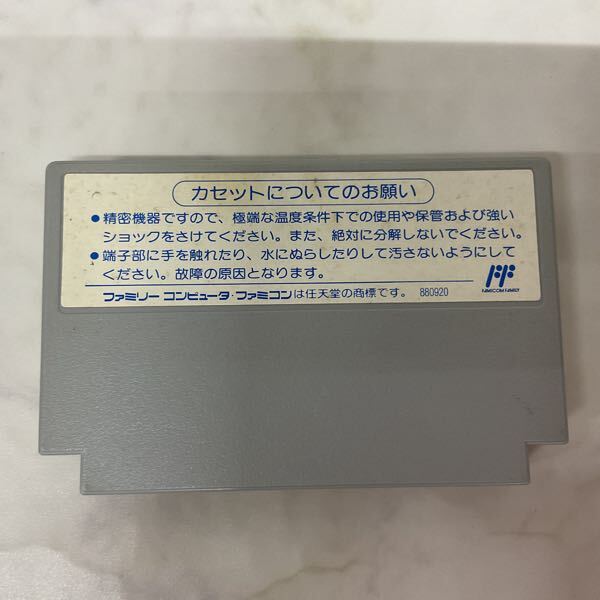 カセットについてのお願い
●精密機器ですので、極端な温度条件下での使用や保管および強い
ショックをさけてください。また、絶対に分解しないでください。
●端子部に手を触れたり、水にぬらしたりして汚さないようにして
ください。故障の原因となります。
ファミリー コンピュータ・ファミコンは任天堂の商標です。 880920
FF
FAMICOM FAMILY